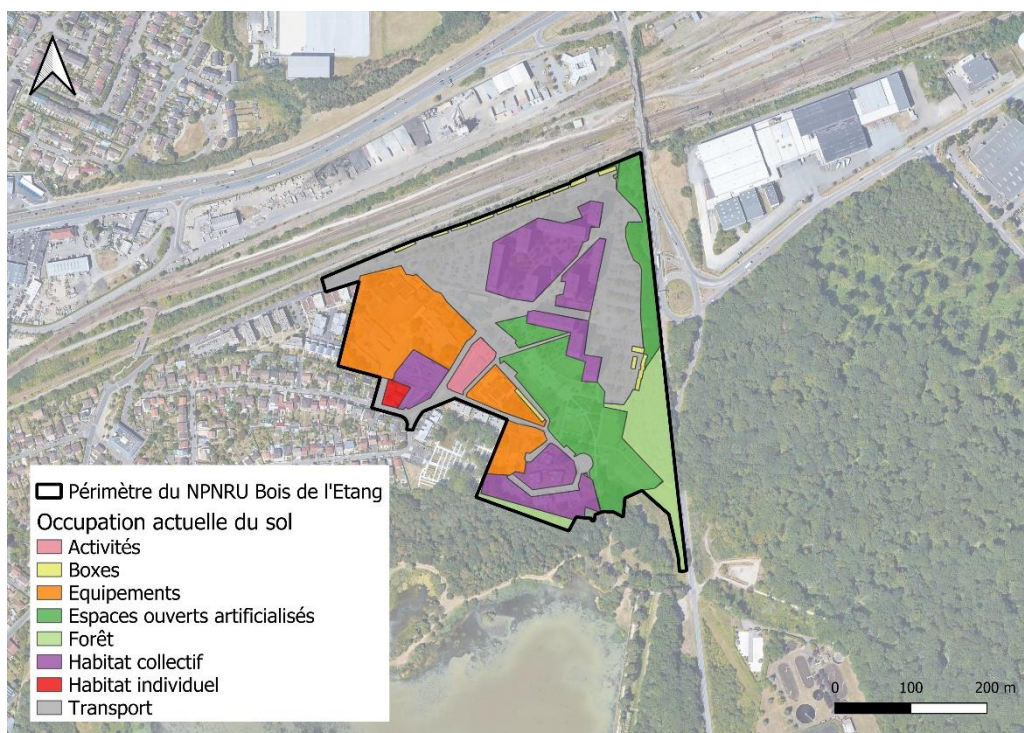 Périmètre du NPNRU Bois de l'Etang
Occupation actuelle du sol
Activités
Boxes
Equipements
Espaces ouverts artificialisés
Forêt
Habitat collectif
Habitat individuel
Transport
0 100 200 m